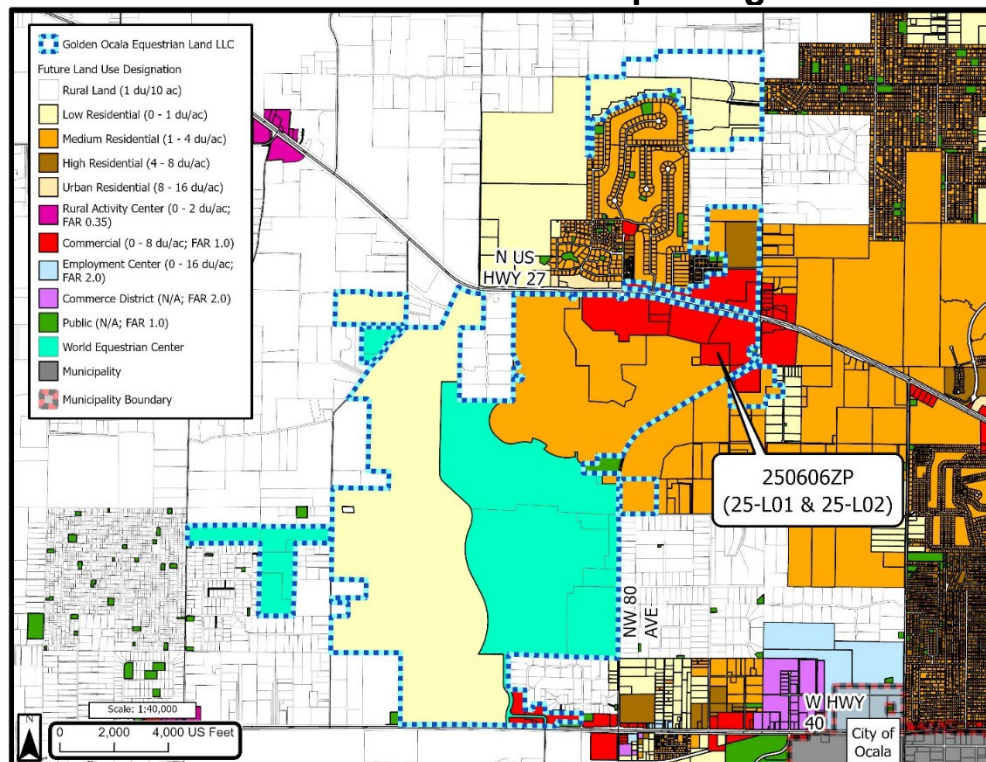 Golden Ocala Equestrian Land LLC
Future Land Use Designation
Rural Land (1 du/10 ac)
Low Residential (0 - 1 du/ac)
Medium Residential (1 - 4 du/ac)
High Residential (4 - 8 du/ac)
Urban Residential (8 - 16 du/ac)
Rural Activity Center (0 - 2 du/ac;
FAR 0.35)
Commercial (0 - 8 du/ac; FAR 1.0)
Employment Center (0 - 16 du/ac;
FAR 2.0)
Commerce District (N/A; FAR 2.0)
Public (N/A; FAR 1.0)
World Equestrian Center
Municipality
Municipality Boundary
N US
HWY 27
250606ZP
(25-L01 & 25-L02)
NW 80
AVE
W HWY
40
City of
Ocala
Scale: 1:40,000
N
0 2,000 4,000 US Feet